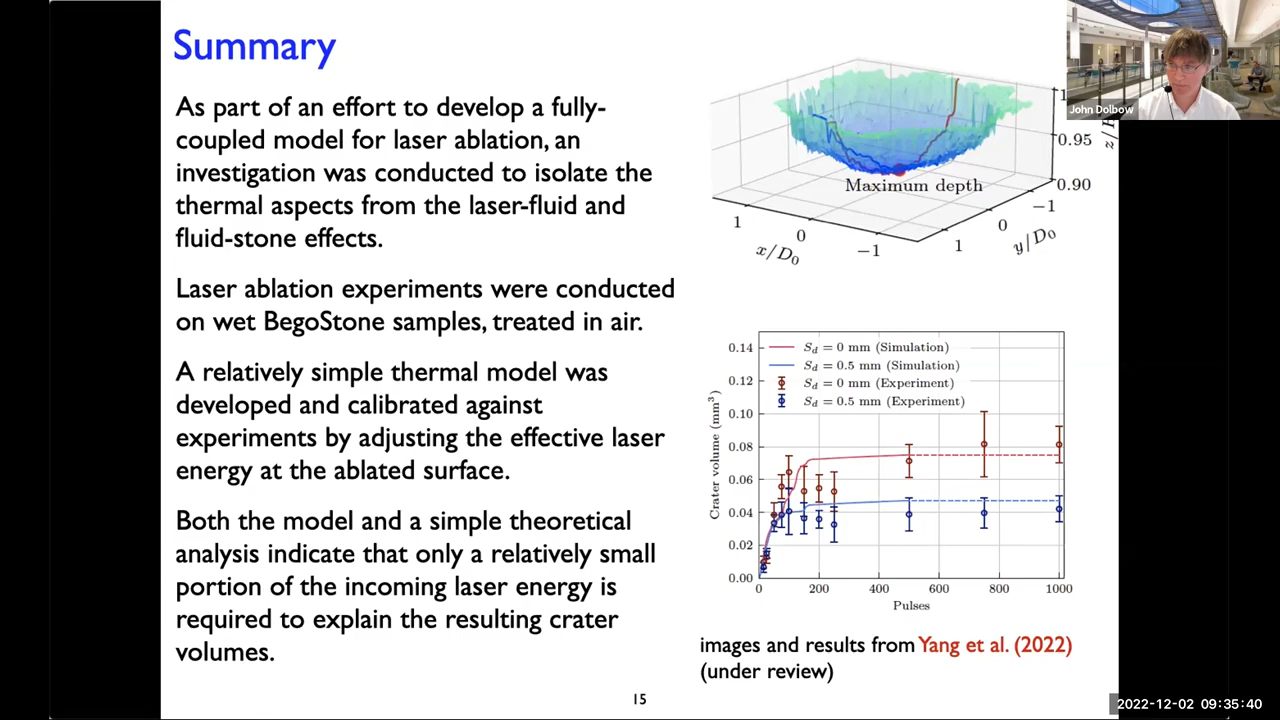 Summary
As part of an effort to develop a fully-
coupled model for laser ablation, an
investigation was conducted to isolate the
thermal aspects from the laser-fluid and
fluid-stone effects.
Laser ablation experiments were conducted
on wet BegoStone samples, treated in air.
A relatively simple thermal model was
developed and calibrated against
experiments by adjusting the effective laser
energy at the ablated surface.
Both the model and a simple theoretical
analysis indicate that only a relatively small
portion of the incoming laser energy is
required to explain the resulting crater
volumes.
John Dolbow
0.95
0.90
Maximum depth
1
0
−1
x/D₀
1
0
−1
y/D₀
S_d = 0 mm (Simulation)
S_d = 0.5 mm (Simulation)
S_d = 0 mm (Experiment)
S_d = 0.5 mm (Experiment)
Crater volume (mm³)
0.14
0.12
0.10
0.08
0.06
0.04
0.02
0.00
0 200 400 600 800 1000
Pulses
images and results from Yang et al. (2022)
(under review)
15
2022-12-02 09:35:40